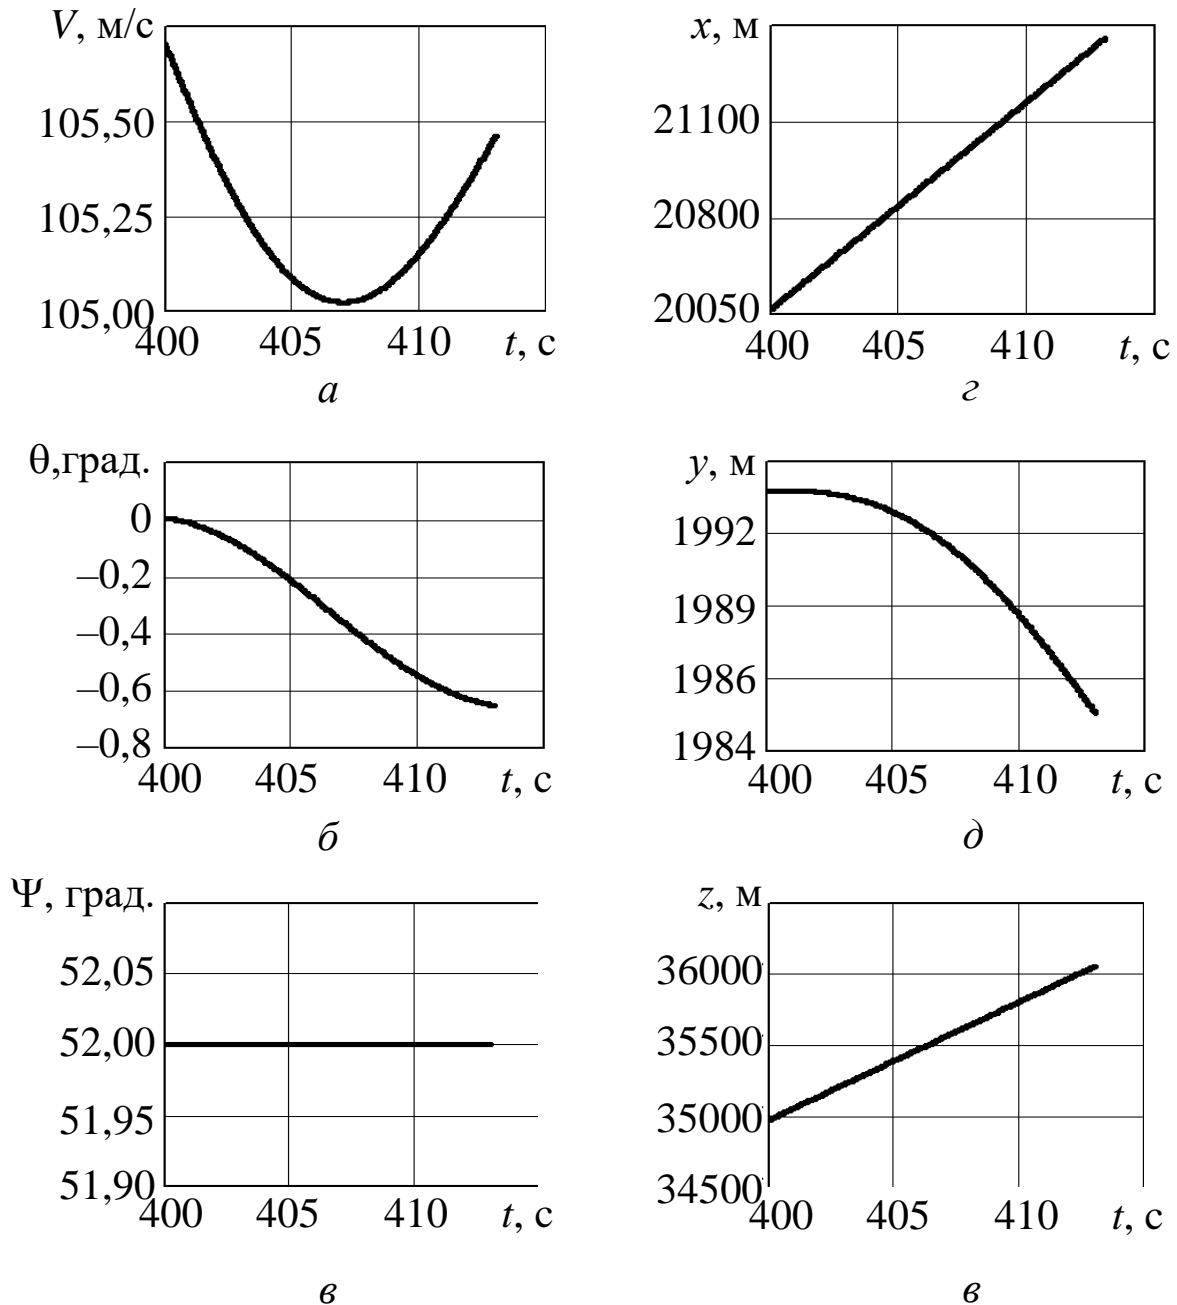 V, м/с
105,50
105,25
105,00
400 405 410 t, с
а
x, м
21100
20800
20050
400 405 410 t, с
г
θ,град.
0
–0,2
–0,4
–0,6
–0,8
400 405 410 t, с
б
y, м
1992
1989
1986
1984
400 405 410 t, с
д
Ψ, град.
52,05
52,00
51,95
51,90
400 405 410 t, с
в
z, м
36000
35500
35000
34500
400 405 410 t, с
в